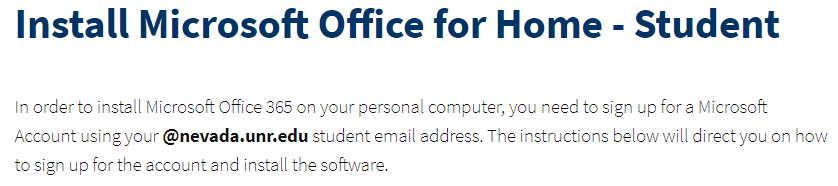 Install Microsoft Office for Home - Student
In order to install Microsoft Office 365 on your personal computer, you need to sign up for a Microsoft
Account using your @nevada.unr.edu student email address. The instructions below will direct you on how
to sign up for the account and install the software.